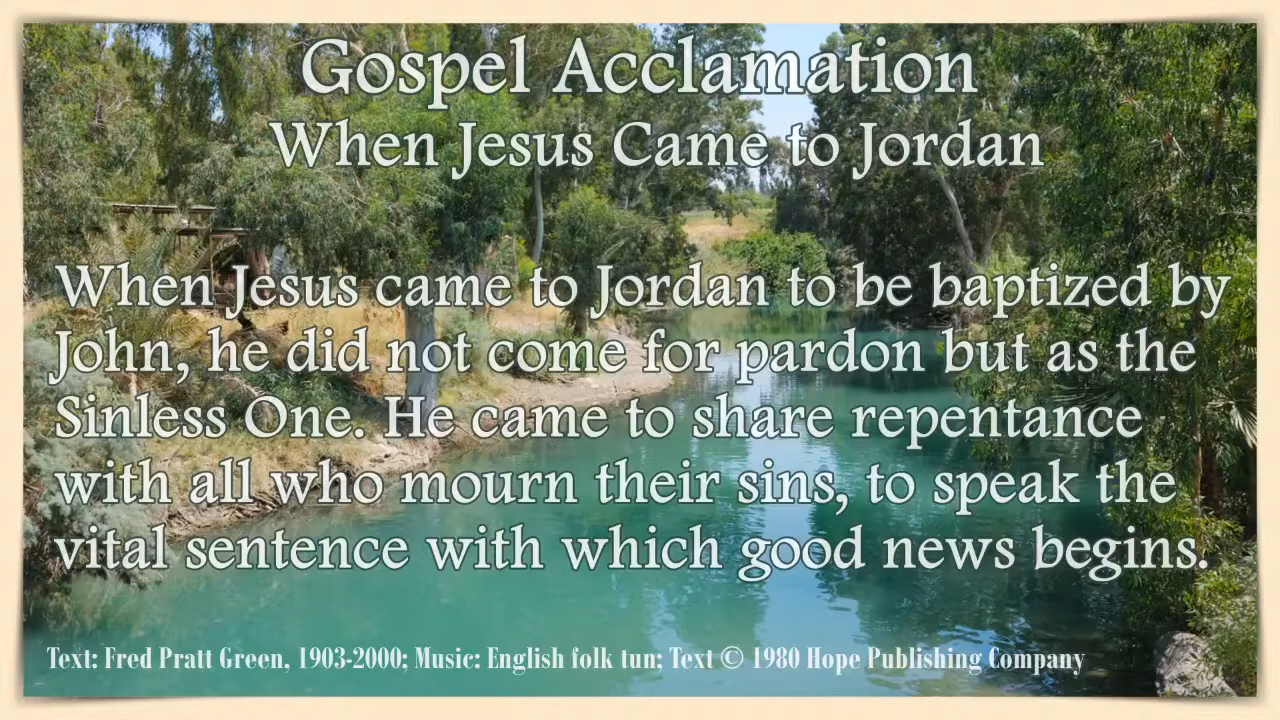 Gospel Acclamation
When Jesus Came to Jordan
When Jesus came to Jordan to be baptized by
John, he did not come for pardon but as the
Sinless One. He came to share repentance
with all who mourn their sins, to speak the
vital sentence with which good news begins.
Text: Fred Pratt Green, 1903-2000; Music: English folk tun; Text © 1980 Hope Publishing Company